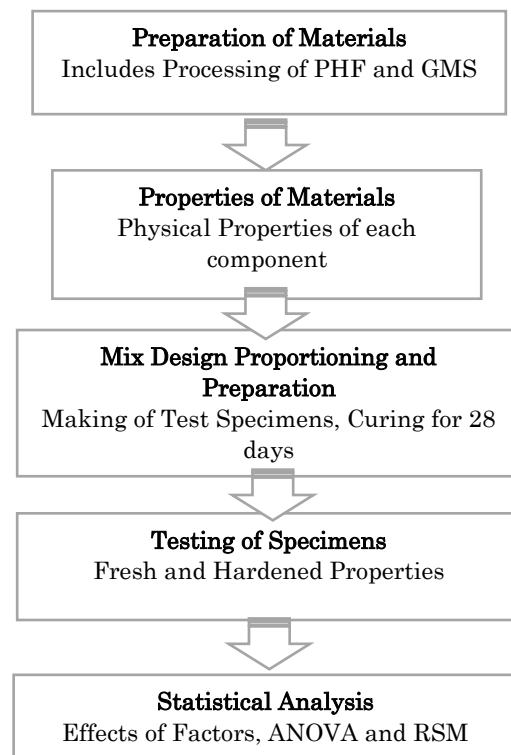 Preparation of Materials
Includes Processing of PHF and GMS
Properties of Materials
Physical Properties of each
component
Mix Design Proportioning and
Preparation
Making of Test Specimens, Curing for 28
days
Testing of Specimens
Fresh and Hardened Properties
Statistical Analysis
Effects of Factors, ANOVA and RSM